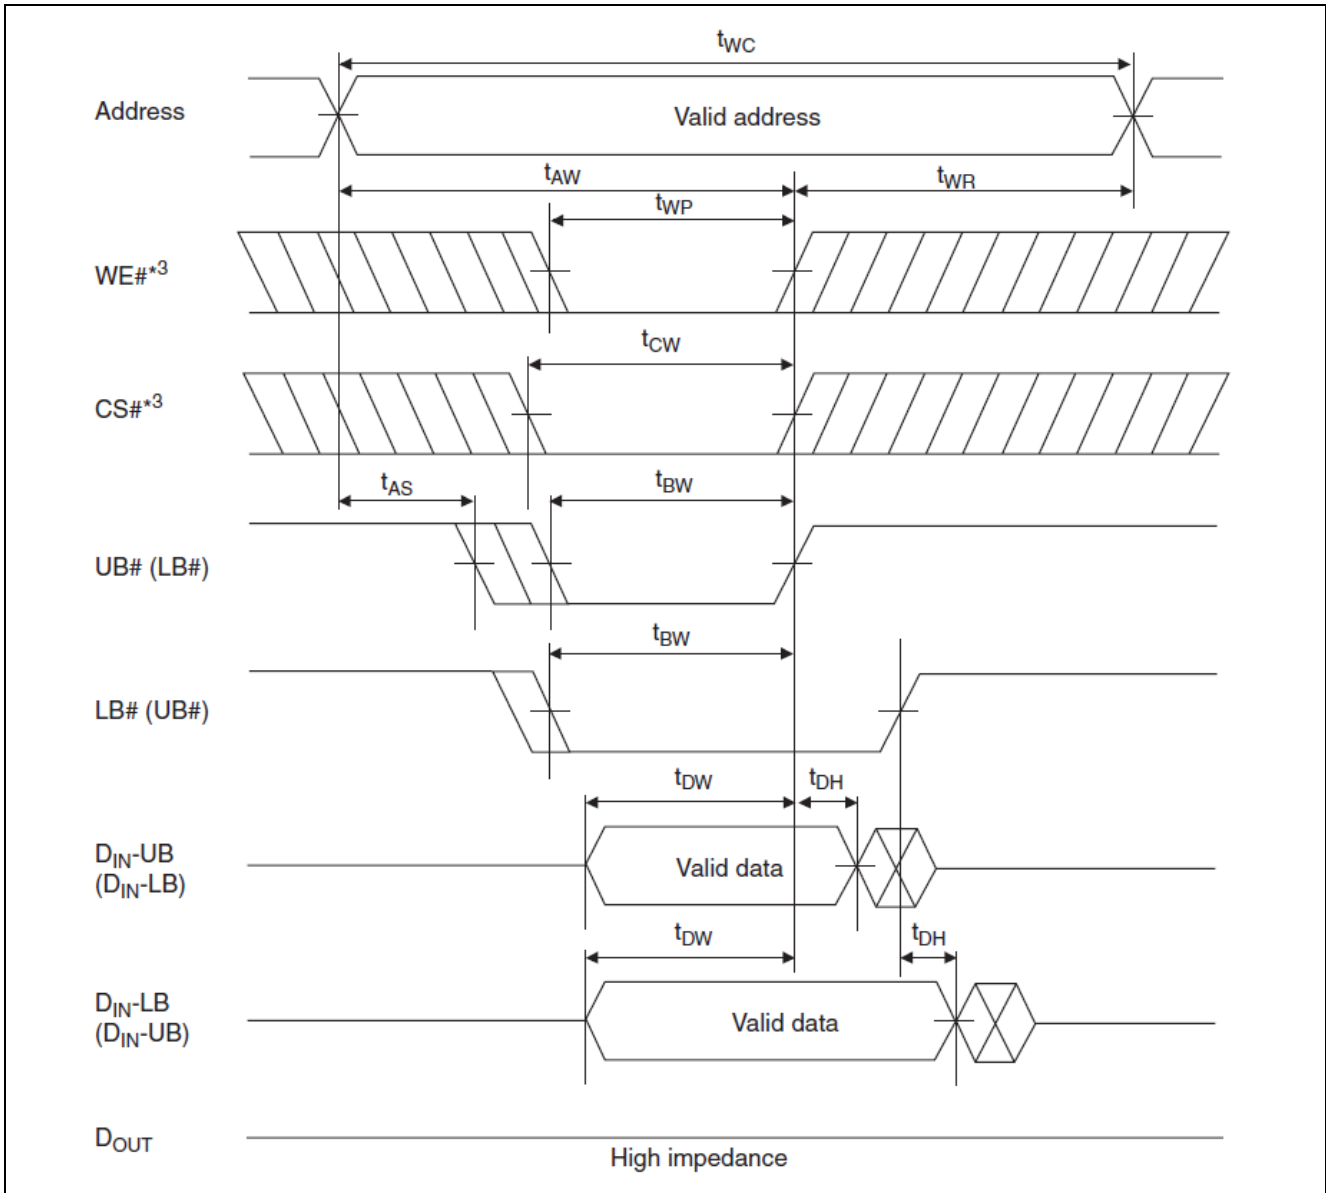 tWC
Address
Valid address
tAW
tWR
tWP
WE#*3
tCW
CS#*3
tAS
tBW
UB# (LB#)
tBW
LB# (UB#)
tDW
tDH
DIN-UB
(DIN-LB)
Valid data
tDW
tDH
DIN-LB
(DIN-UB)
Valid data
DOUT
High impedance